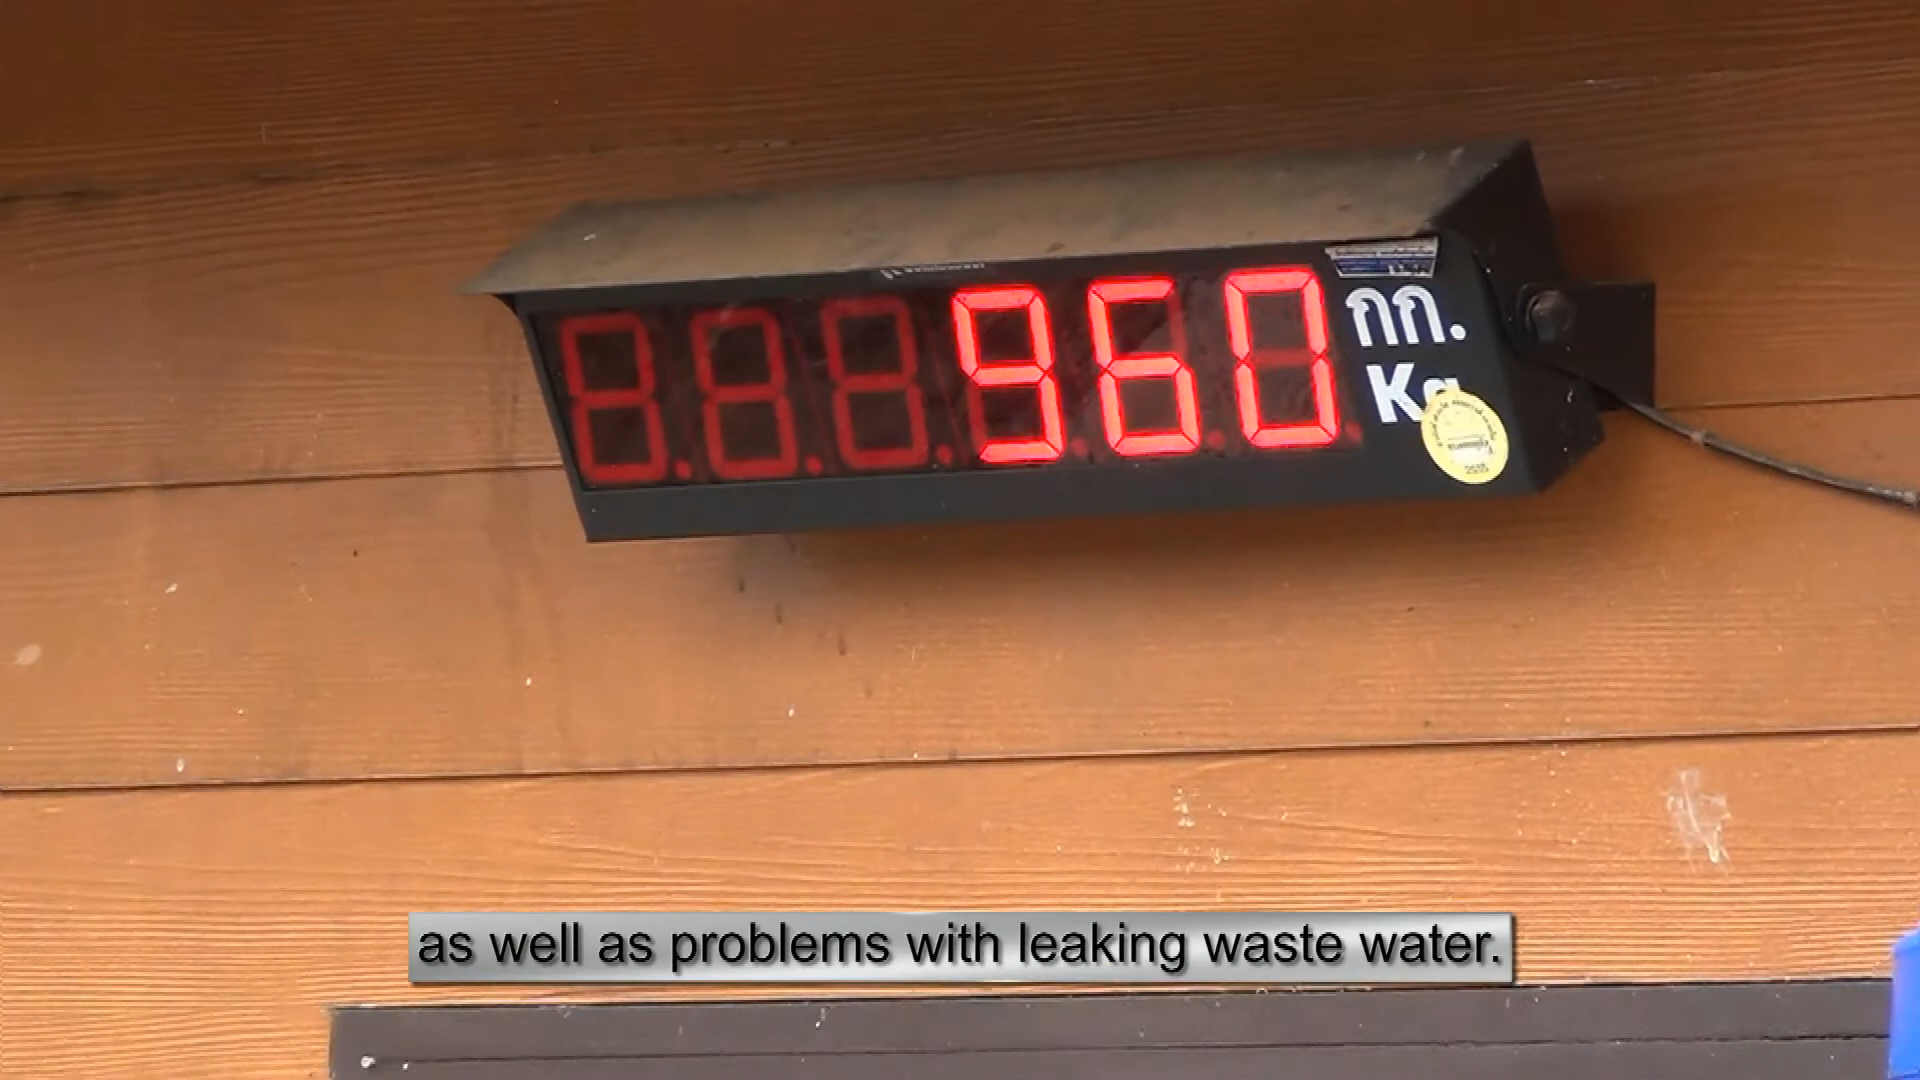 960
กก.
Kg
as well as problems with leaking waste water.